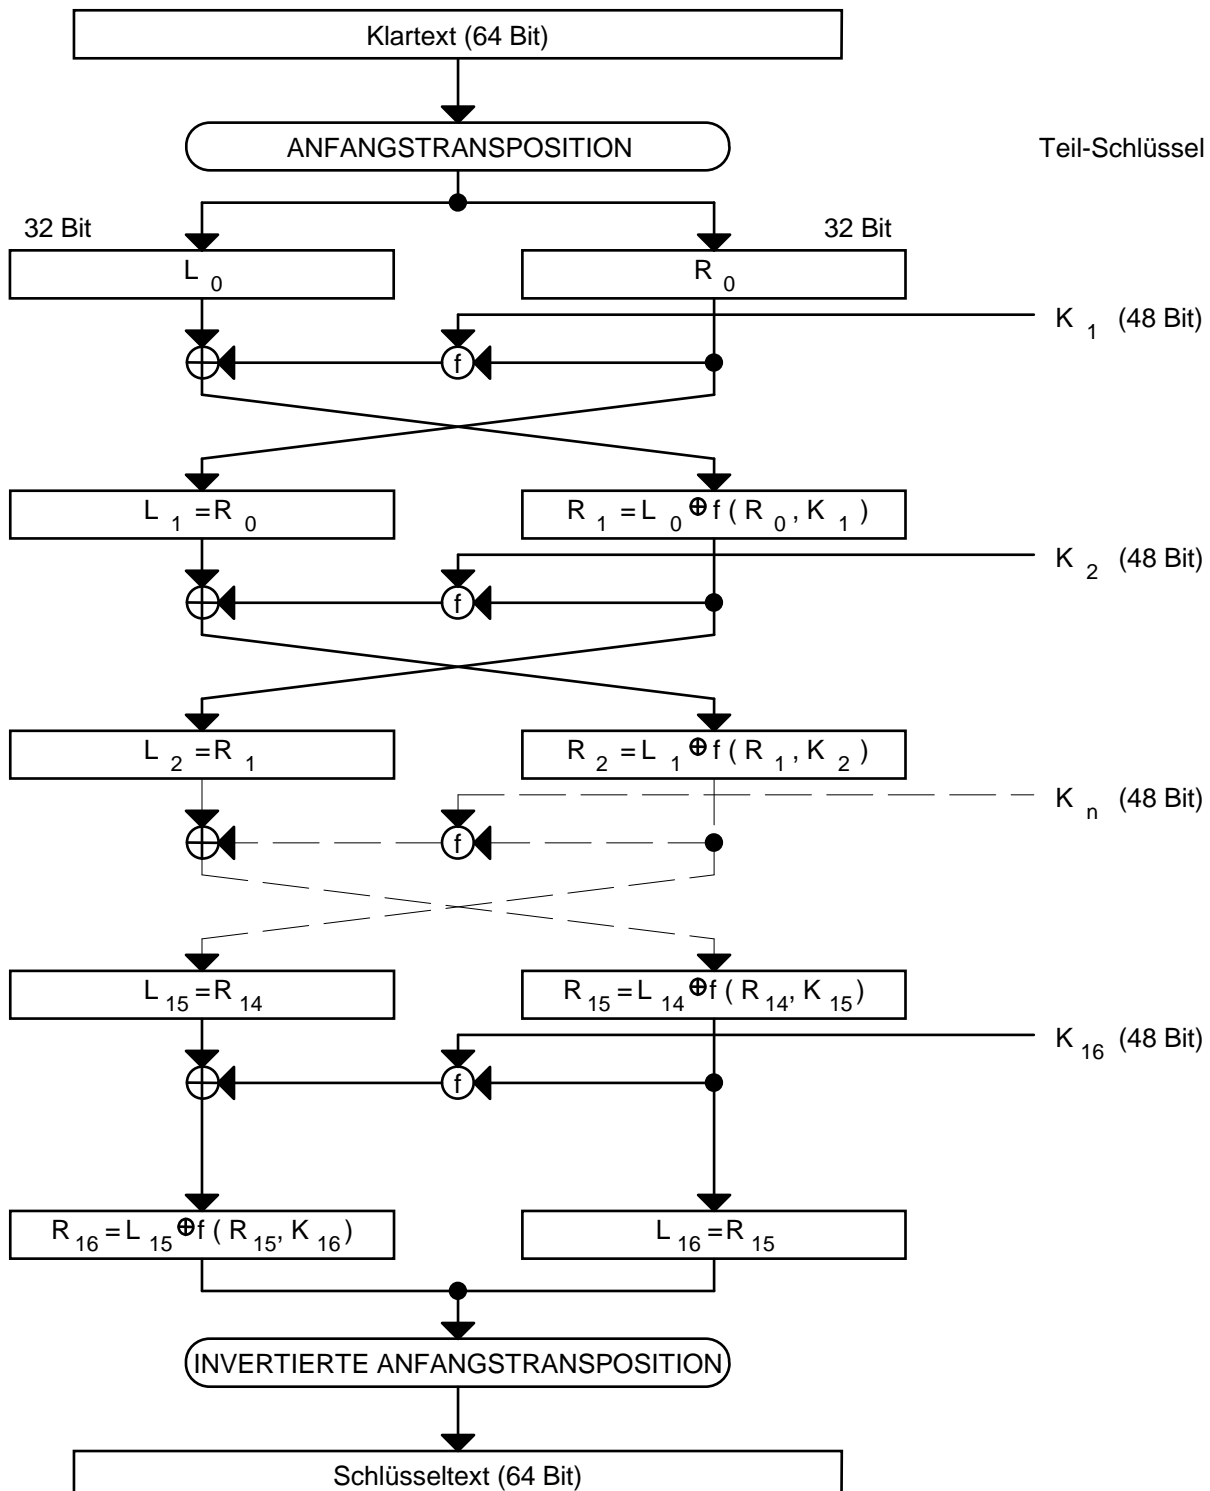 Klartext (64 Bit)
ANFANGSTRANSPOSITION
Teil-Schlüssel
32 Bit
32 Bit
L 0
R 0
K 1 (48 Bit)
f
L 1 = R 0
R 1 = L 0 ⊕ f ( R 0 , K 1 )
K 2 (48 Bit)
f
L 2 = R 1
R 2 = L 1 ⊕ f ( R 1 , K 2 )
K n (48 Bit)
f
L 15 = R 14
R 15 = L 14 ⊕ f ( R 14 , K 15 )
K 16 (48 Bit)
f
R 16 = L 15 ⊕ f ( R 15 , K 16 )
L 16 = R 15
INVERTIERTE ANFANGSTRANSPOSITION
Schlüsseltext (64 Bit)